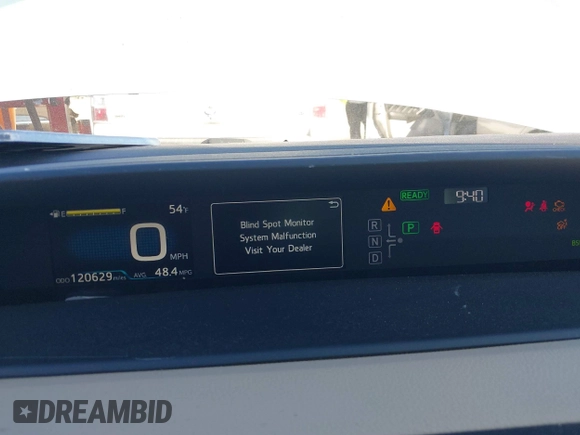 E F
54°F
0
MPH
ODO 120629 miles AVG. 48.4 MPG
Blind Spot Monitor
System Malfunction
Visit Your Dealer
READY
9:40
R
N
D
P
CHECK
DREAMBID